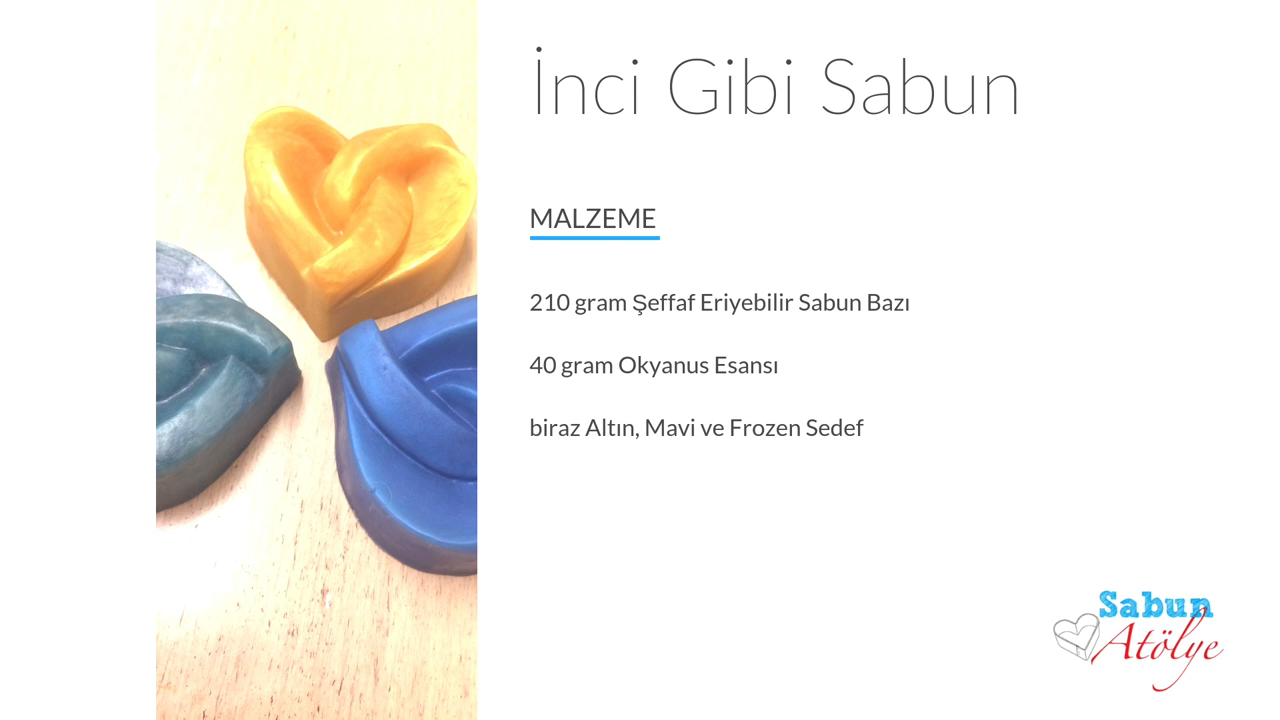 İnci Gibi Sabun
MALZEME
210 gram Şeffaf Eriyebilir Sabun Bazı
40 gram Okyanus Esansı
biraz Altın, Mavi ve Frozen Sedef
Sabun
Atölye